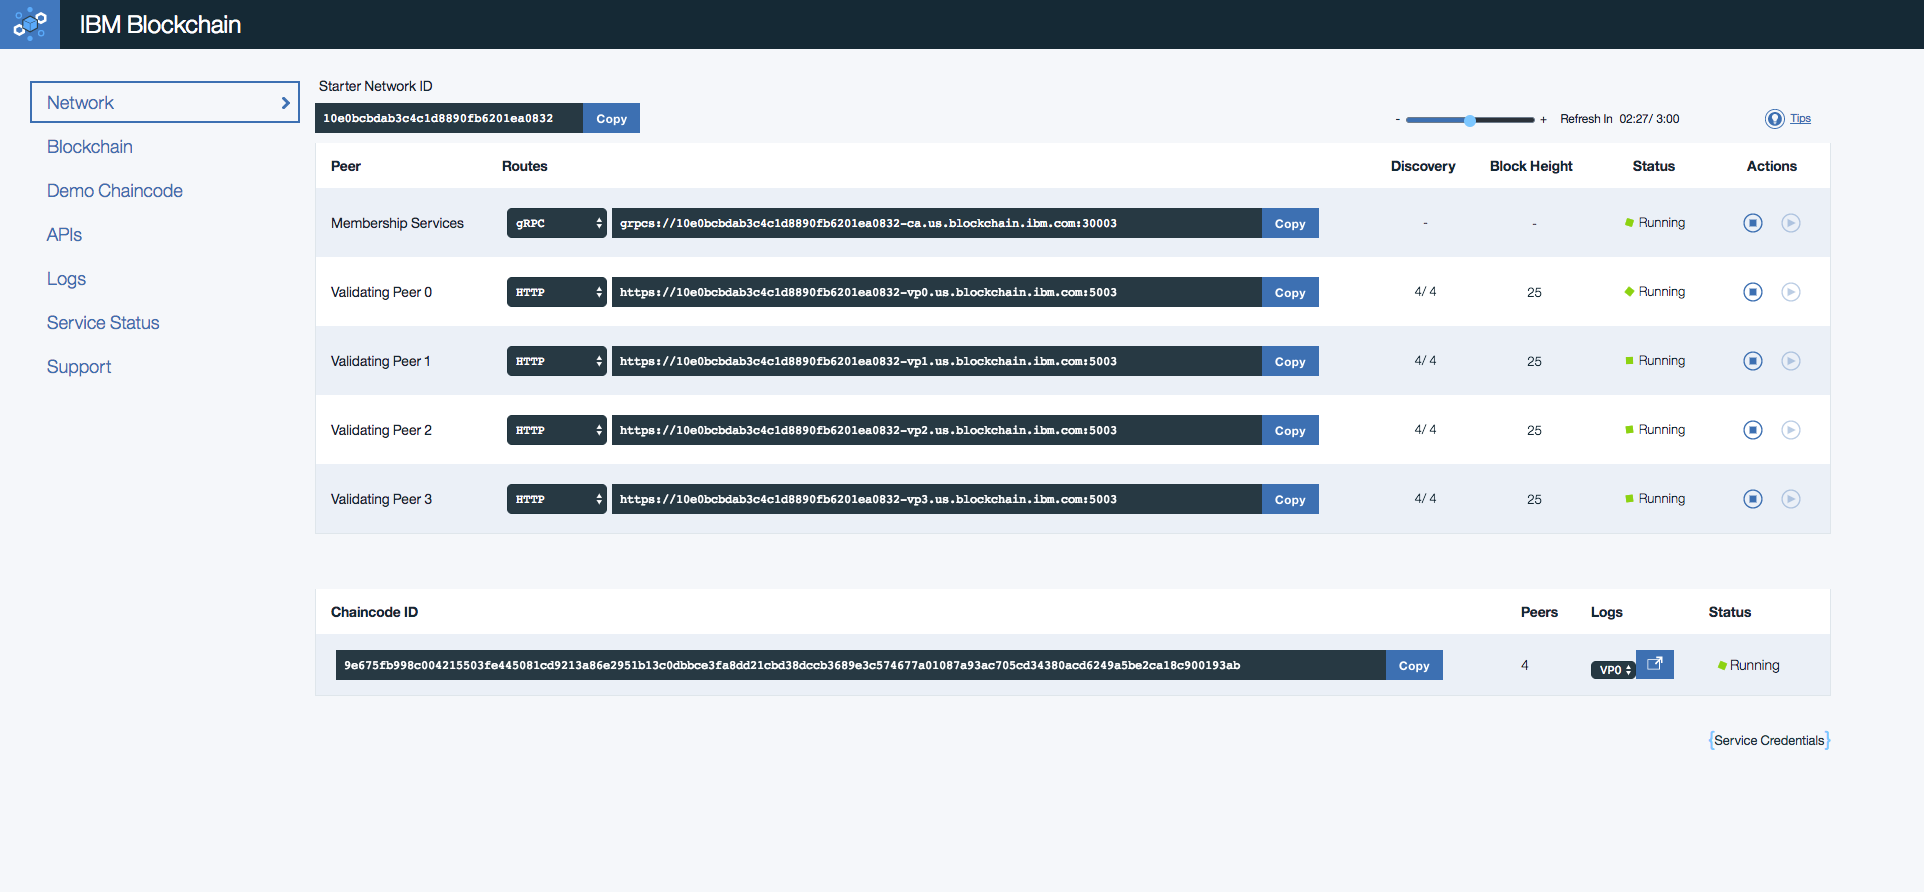 IBM Blockchain
Network
Blockchain
Demo Chaincode
APIs
Logs
Service Status
Support
Starter Network ID
10e0bcbdab3c4c1d8890fb6201ea0832 Copy
- + Refresh In 02:27/ 3:00 Tips
Peer Routes Discovery Block Height Status Actions
Membership Services gRPC grpcs://10e0bcbdab3c4c1d8890fb6201ea0832-ca.us.blockchain.ibm.com:30003 Copy - - Running
Validating Peer 0 HTTP https://10e0bcbdab3c4c1d8890fb6201ea0832-vp0.us.blockchain.ibm.com:5003 Copy 4/ 4 25 Running
Validating Peer 1 HTTP https://10e0bcbdab3c4c1d8890fb6201ea0832-vp1.us.blockchain.ibm.com:5003 Copy 4/ 4 25 Running
Validating Peer 2 HTTP https://10e0bcbdab3c4c1d8890fb6201ea0832-vp2.us.blockchain.ibm.com:5003 Copy 4/ 4 25 Running
Validating Peer 3 HTTP https://10e0bcbdab3c4c1d8890fb6201ea0832-vp3.us.blockchain.ibm.com:5003 Copy 4/ 4 25 Running
Chaincode ID Peers Logs Status
9e675fb998c004215503fe445081cd9213a86e2951b13c0dbbce3fa8dd21cbd38dccb3689e3c574677a01087a93ac705cd34380acd6249a5be2ca18c900193ab Copy 4 VP0 Running
{Service Credentials}